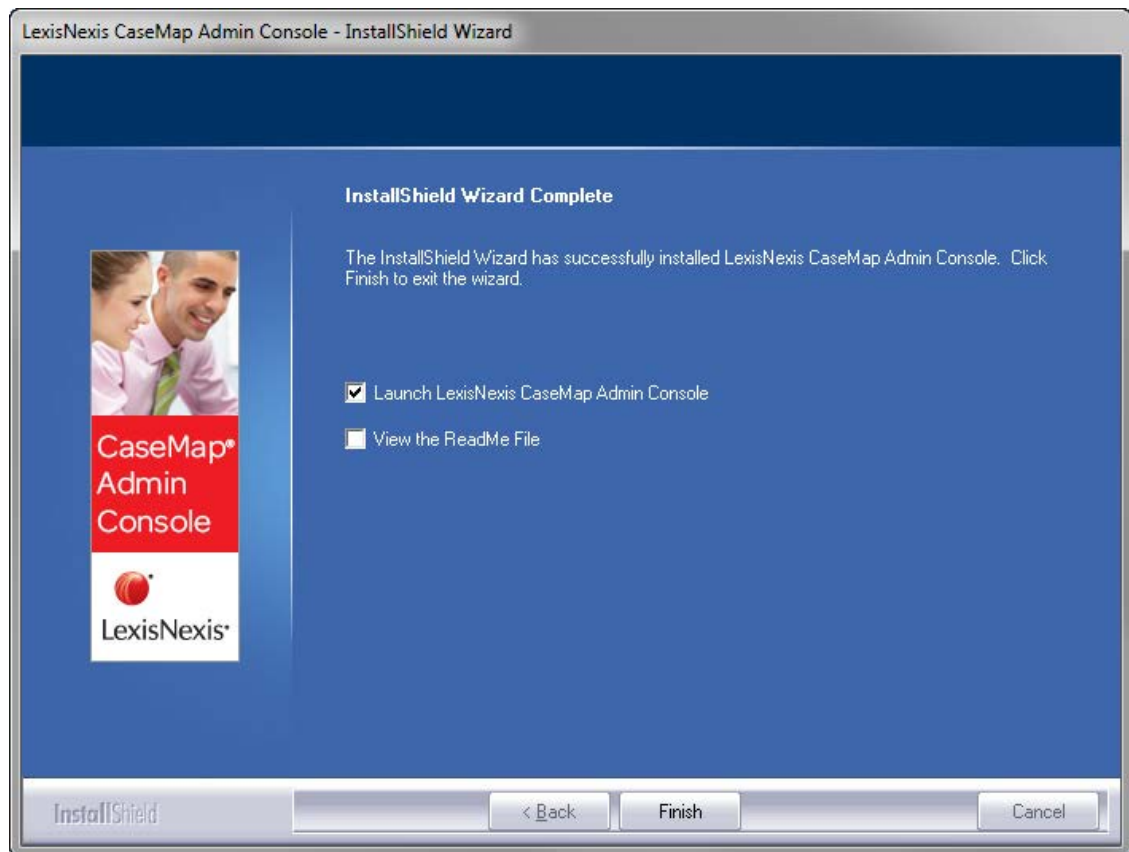 LexisNexis CaseMap Admin Console - InstallShield Wizard
InstallShield Wizard Complete
The InstallShield Wizard has successfully installed LexisNexis CaseMap Admin Console. Click
Finish to exit the wizard.
Launch LexisNexis CaseMap Admin Console
View the ReadMe File
CaseMap®
Admin
Console
LexisNexis®
InstallShield
< Back
Finish
Cancel